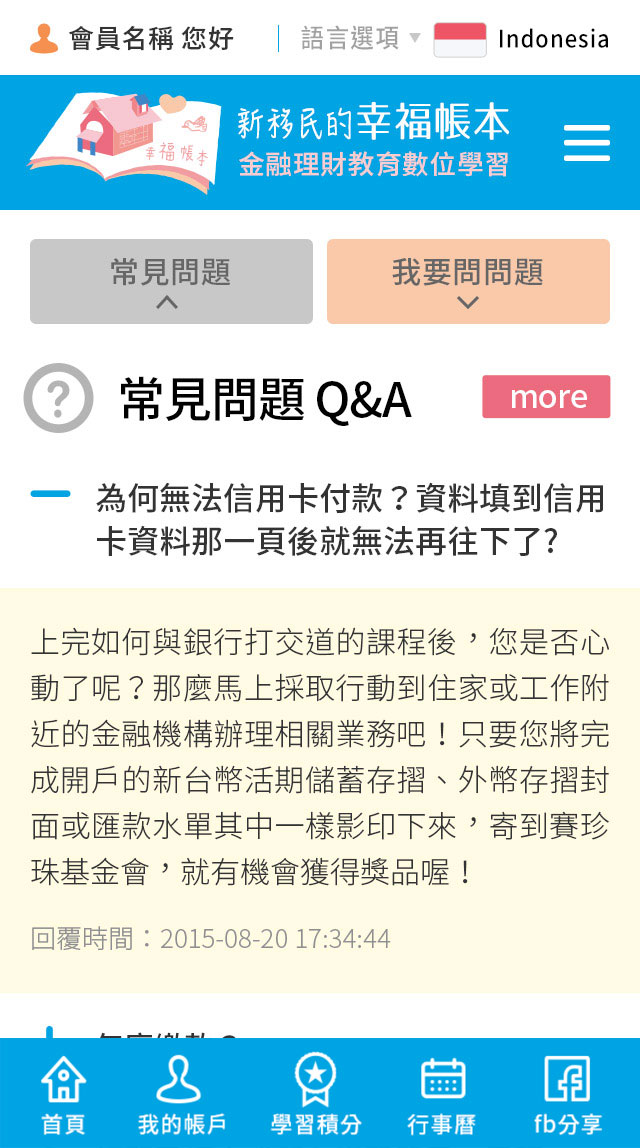 會員名稱 您好
語言選項
Indonesia
幸福帳本
新移民的幸福帳本
金融理財教育數位學習
常見問題
我要問問題
常見問題 Q&A
more
為何無法信用卡付款？資料填到信用
卡資料那一頁後就無法再往下了?
上完如何與銀行打交道的課程後，您是否心
動了呢？那麼馬上採取行動到住家或工作附
近的金融機構辦理相關業務吧！只要您將完
成開戶的新台幣活期儲蓄存摺、外幣存摺封
面或匯款水單其中一樣影印下來，寄到賽珍
珠基金會，就有機會獲得獎品喔！
回覆時間：2015-08-20 17:34:44
首頁
我的帳戶
學習積分
行事曆
fb分享